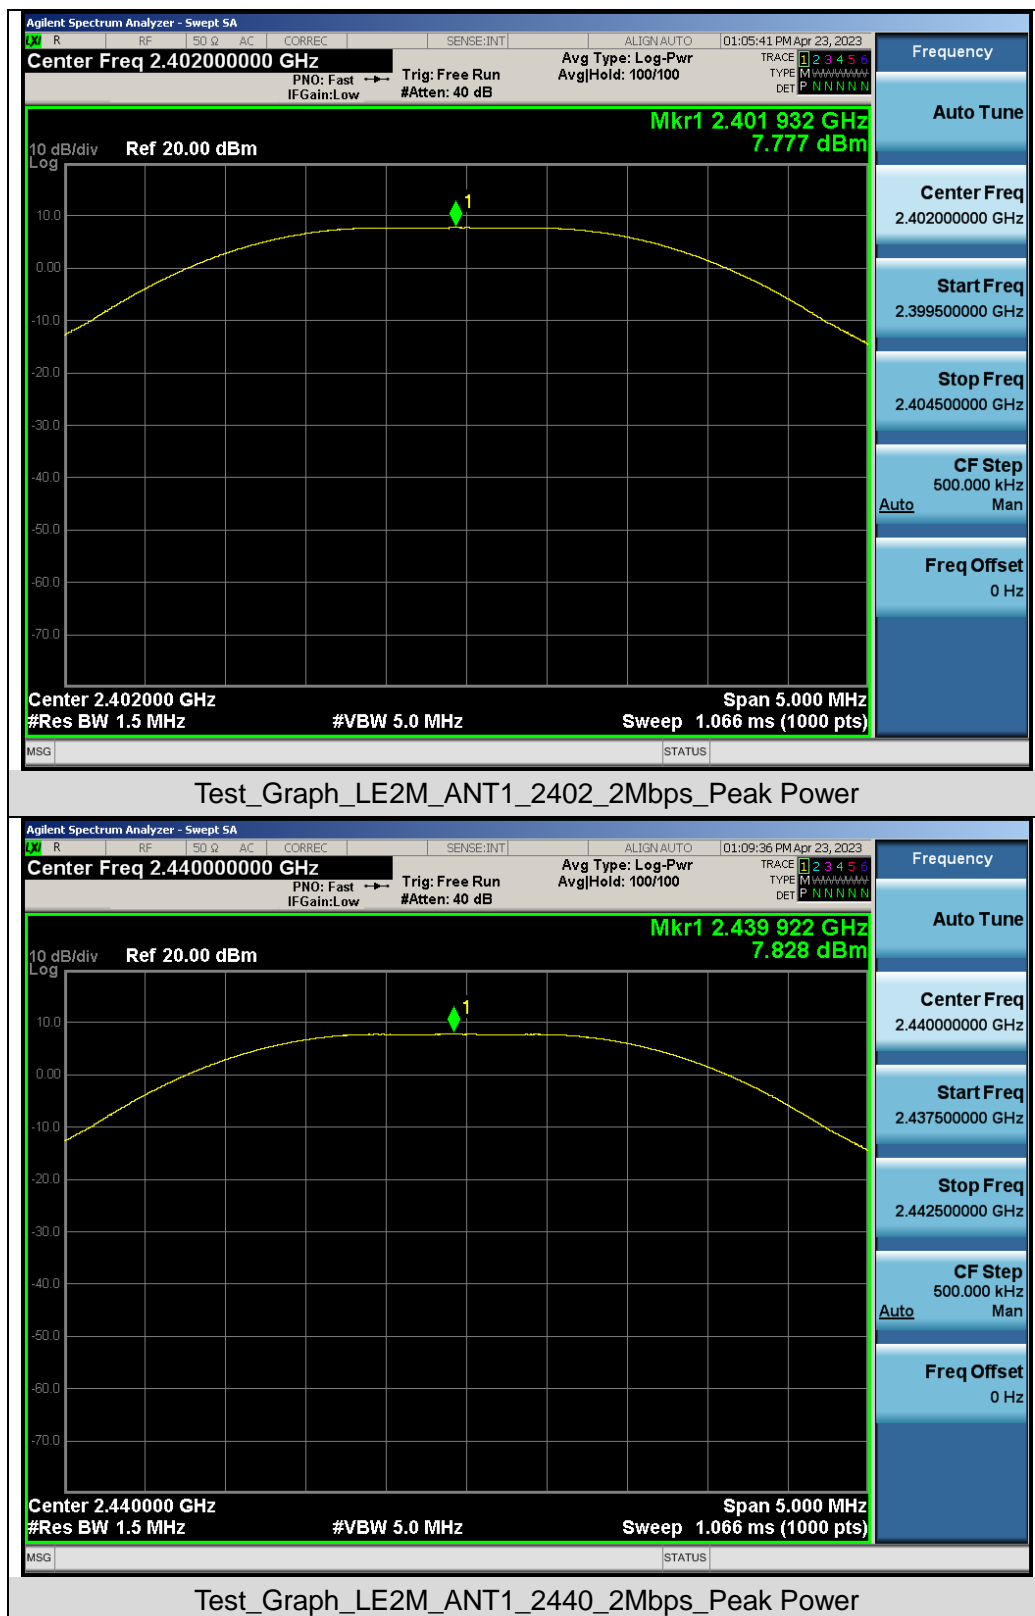 Agilent Spectrum Analyzer - Swept SA
LXI R RF 50 Ω AC CORREC SENSE:INT ALIGN AUTO 01:05:41 PM Apr 23, 2023
Center Freq 2.402000000 GHz
PNO: Fast
IFGain:Low
Trig: Free Run
#Atten: 40 dB
Avg Type: Log-Pwr
Avg|Hold: 100/100
TRACE 1 2 3 4 5 6
TYPE M WWWWW
DET P N N N N N
Mkr1 2.401 932 GHz
7.777 dBm
10 dB/div Ref 20.00 dBm
Log
10.0
0.00
-10.0
-20.0
-30.0
-40.0
-50.0
-60.0
-70.0
1
Center 2.402000 GHz Span 5.000 MHz
#Res BW 1.5 MHz #VBW 5.0 MHz Sweep 1.066 ms (1000 pts)
MSG STATUS
Frequency
Auto Tune
Center Freq
2.402000000 GHz
Start Freq
2.399500000 GHz
Stop Freq
2.404500000 GHz
CF Step
500.000 kHz
Auto Man
Freq Offset
0 Hz
Test_Graph_LE2M_ANT1_2402_2Mbps_Peak Power
Agilent Spectrum Analyzer - Swept SA
LXI R RF 50 Ω AC CORREC SENSE:INT ALIGN AUTO 01:09:36 PM Apr 23, 2023
Center Freq 2.440000000 GHz
PNO: Fast
IFGain:Low
Trig: Free Run
#Atten: 40 dB
Avg Type: Log-Pwr
Avg|Hold: 100/100
TRACE 1 2 3 4 5 6
TYPE M WWWWW
DET P N N N N N
Mkr1 2.439 922 GHz
7.828 dBm
10 dB/div Ref 20.00 dBm
Log
10.0
0.00
-10.0
-20.0
-30.0
-40.0
-50.0
-60.0
-70.0
1
Center 2.440000 GHz Span 5.000 MHz
#Res BW 1.5 MHz #VBW 5.0 MHz Sweep 1.066 ms (1000 pts)
MSG STATUS
Frequency
Auto Tune
Center Freq
2.440000000 GHz
Start Freq
2.437500000 GHz
Stop Freq
2.442500000 GHz
CF Step
500.000 kHz
Auto Man
Freq Offset
0 Hz
Test_Graph_LE2M_ANT1_2440_2Mbps_Peak Power